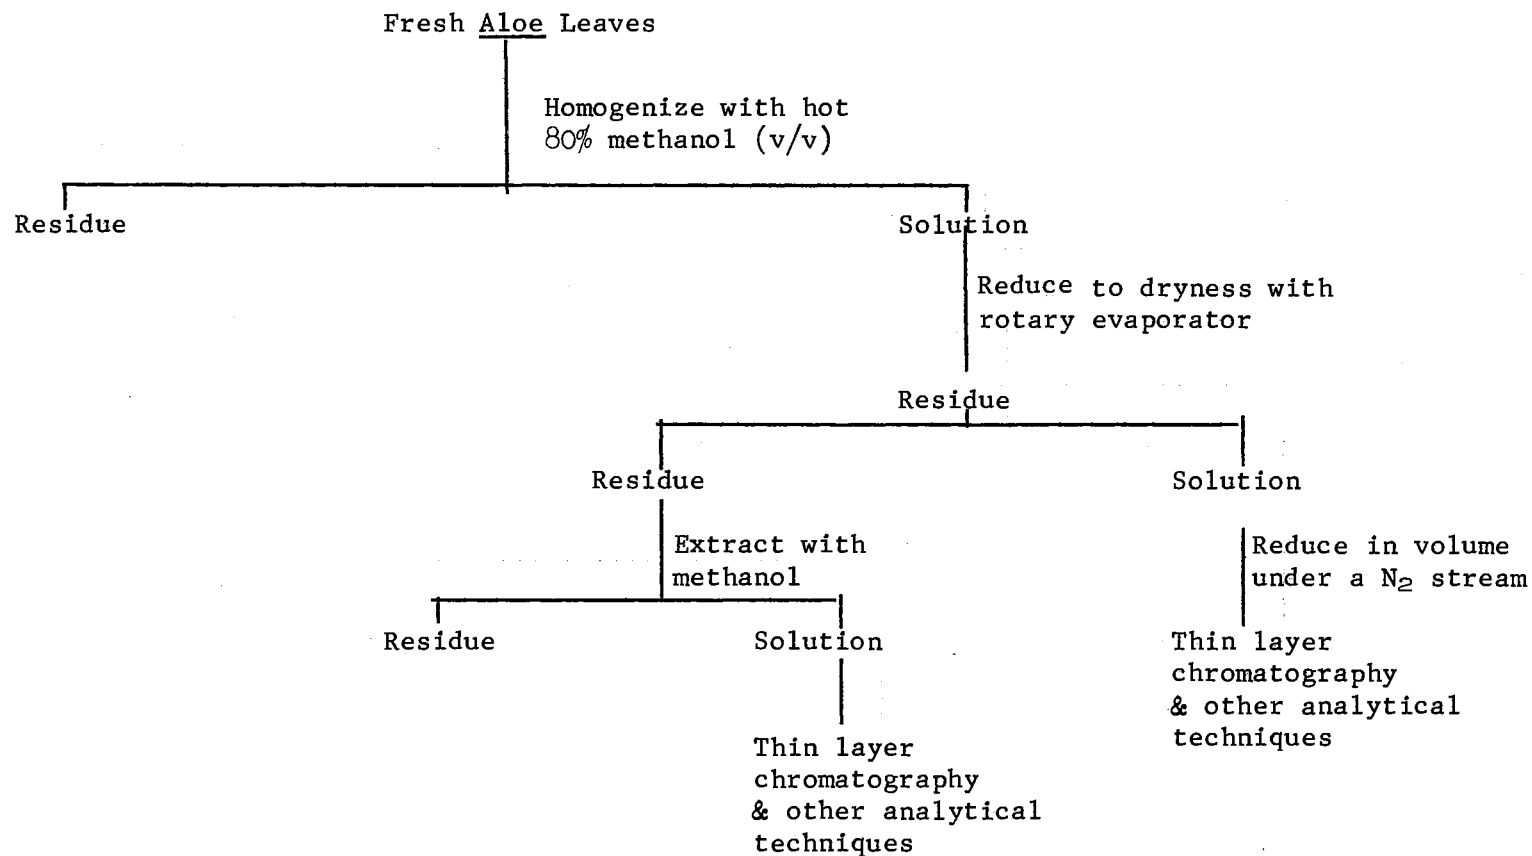 Fresh Aloe Leaves
Homogenize with hot
80% methanol (v/v)
Residue
Solution
Reduce to dryness with
rotary evaporator
Residue
Residue
Solution
Extract with
methanol
Reduce in volume
under a N₂ stream
Residue
Solution
Thin layer
chromatography
& other analytical
techniques
Thin layer
chromatography
& other analytical
techniques